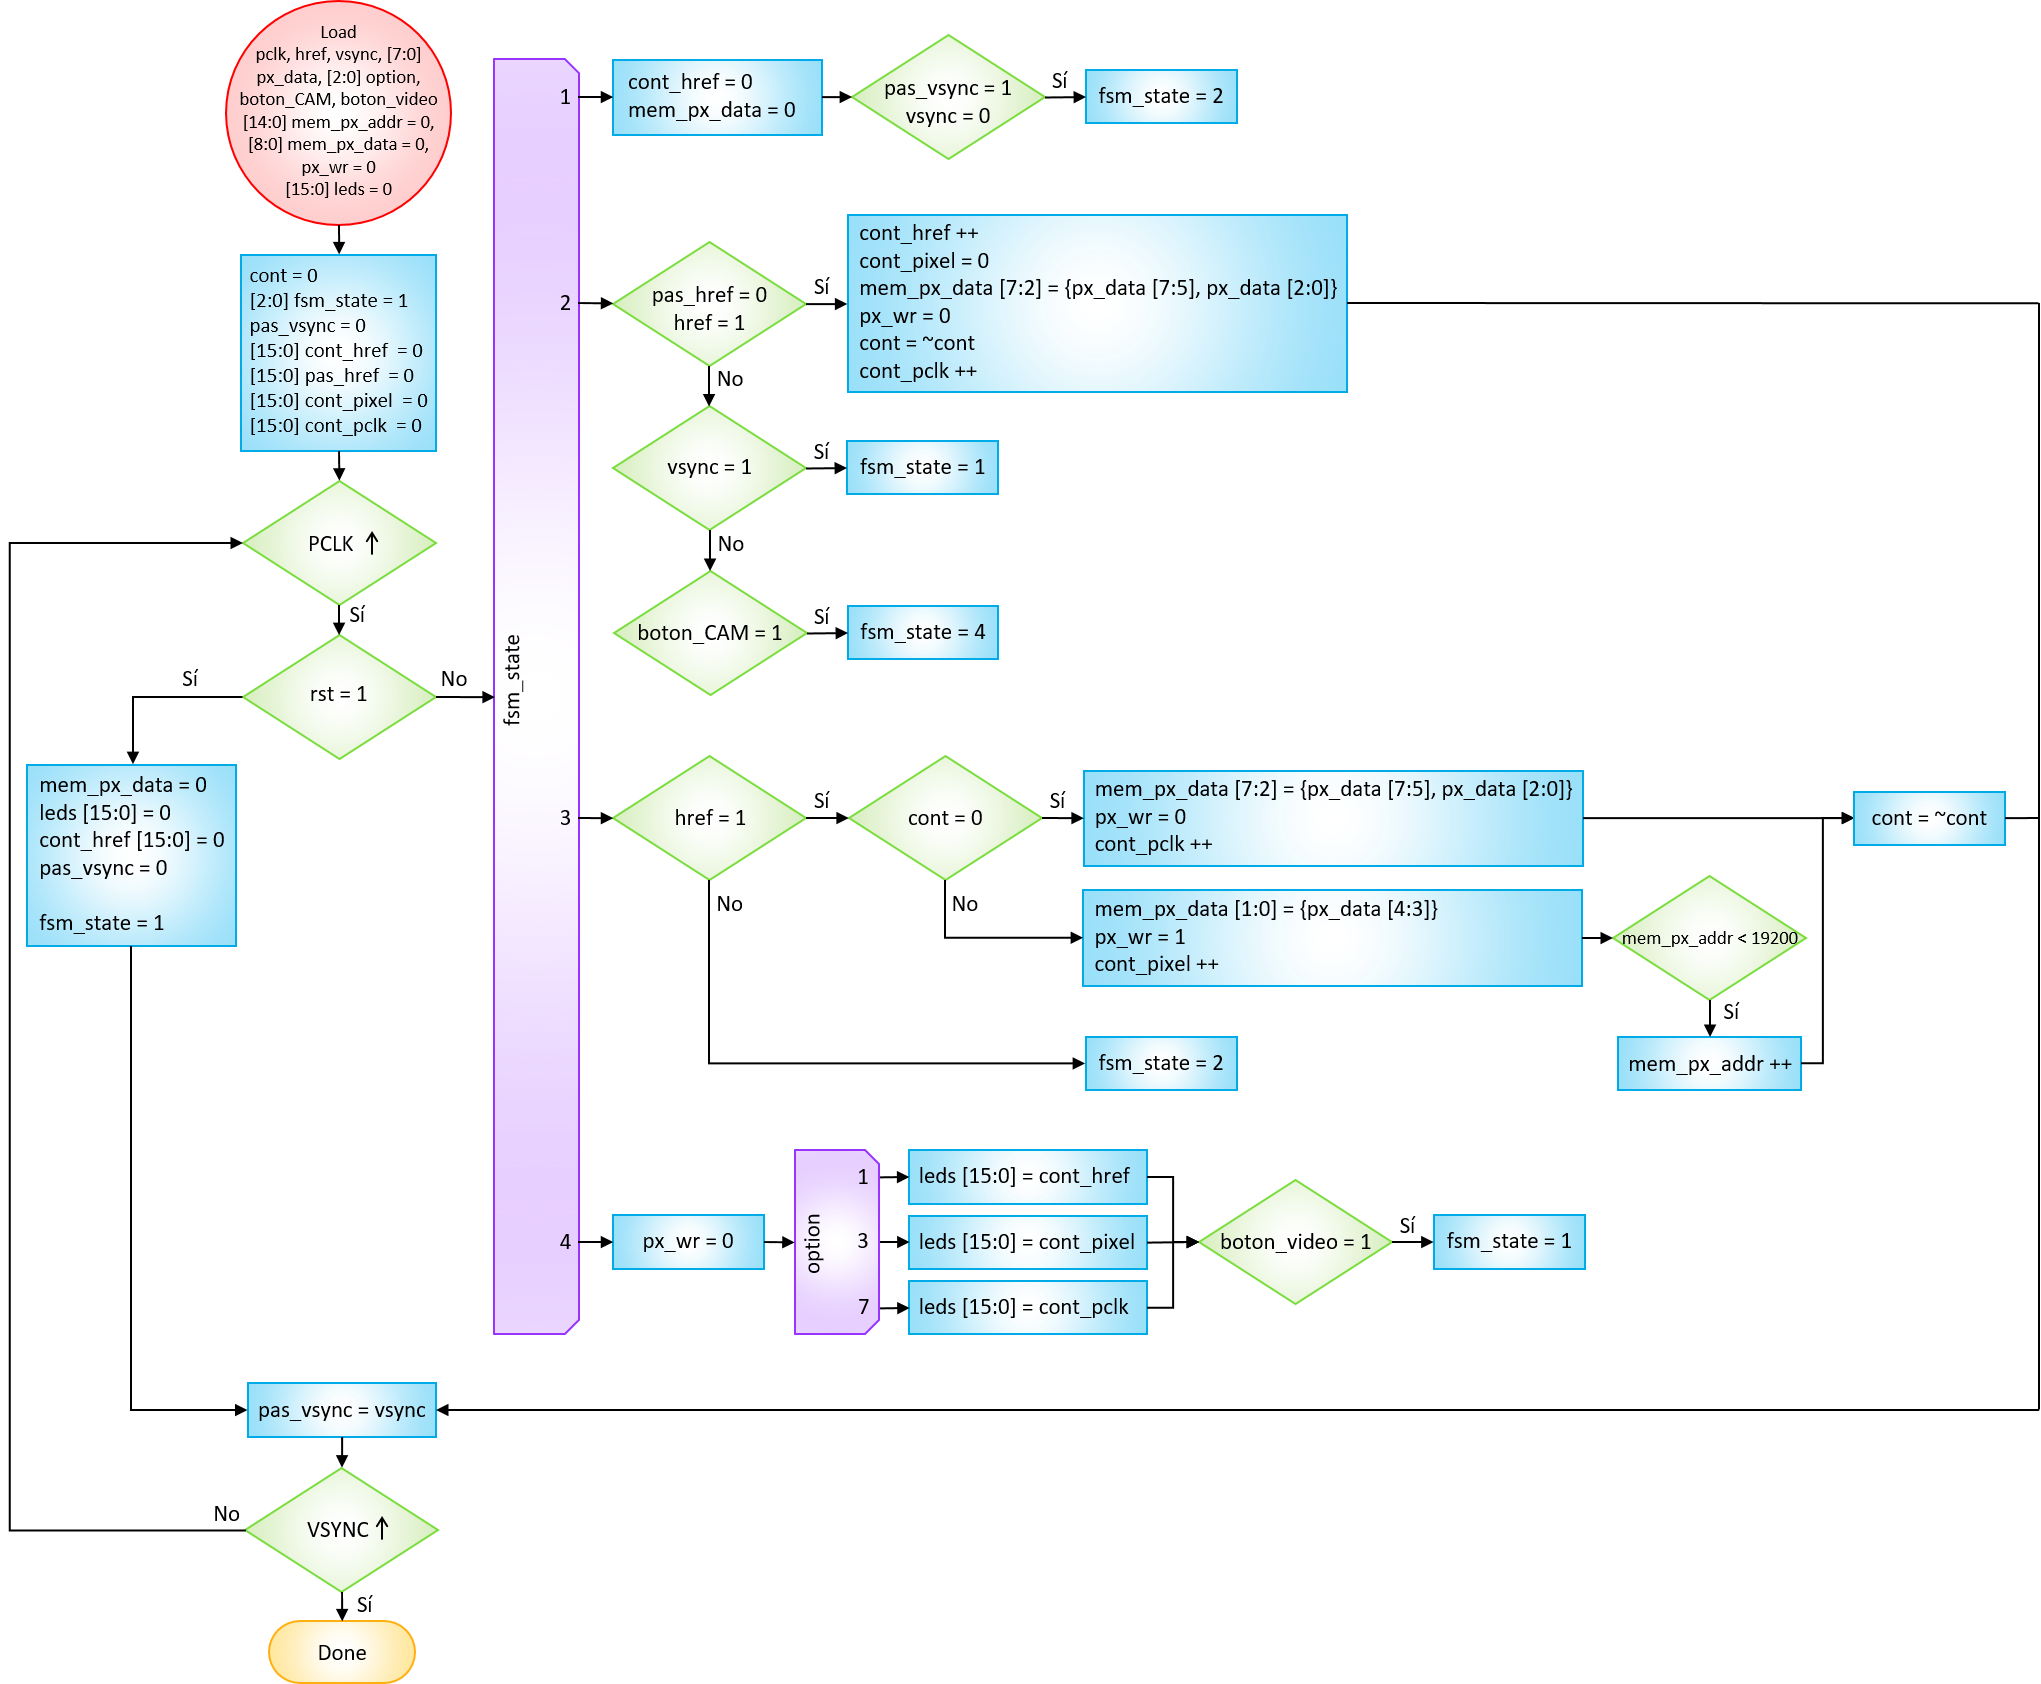 Load
pclk, href, vsync, [7:0]
px_data, [2:0] option,
boton_CAM, boton_video
[14:0] mem_px_addr = 0,
[8:0] mem_px_data = 0,
px_wr = 0
[15:0] leds = 0
cont = 0
[2:0] fsm_state = 1
pas_vsync = 0
[15:0] cont_href = 0
[15:0] pas_href = 0
[15:0] cont_pixel = 0
[15:0] cont_pclk = 0
PCLK ↑
Sí
rst = 1
Sí
No
mem_px_data = 0
leds [15:0] = 0
cont_href [15:0] = 0
pas_vsync = 0
fsm_state = 1
fsm_state
1
cont_href = 0
mem_px_data = 0
pas_vsync = 1
vsync = 0
Sí
fsm_state = 2
2
pas_href = 0
href = 1
Sí
cont_href ++
cont_pixel = 0
mem_px_data [7:2] = {px_data [7:5], px_data [2:0]}
px_wr = 0
cont = ~cont
cont_pclk ++
No
vsync = 1
Sí
fsm_state = 1
No
boton_CAM = 1
Sí
fsm_state = 4
3
href = 1
Sí
cont = 0
Sí
mem_px_data [7:2] = {px_data [7:5], px_data [2:0]}
px_wr = 0
cont_pclk ++
cont = ~cont
No
No
mem_px_data [1:0] = {px_data [4:3]}
px_wr = 1
cont_pixel ++
mem_px_addr < 19200
Sí
mem_px_addr ++
fsm_state = 2
4
px_wr = 0
option
1
leds [15:0] = cont_href
3
leds [15:0] = cont_pixel
7
leds [15:0] = cont_pclk
boton_video = 1
Sí
fsm_state = 1
pas_vsync = vsync
VSYNC ↑
No
Sí
Done